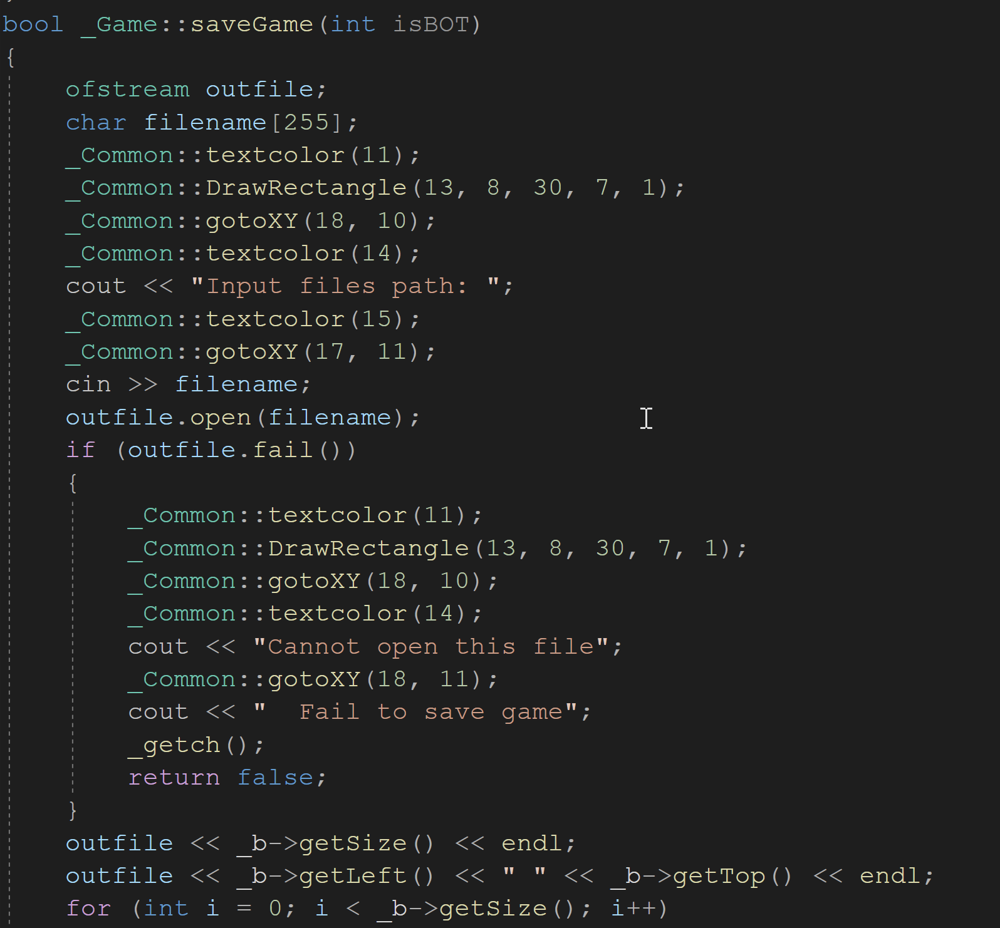 bool _Game::saveGame(int isBOT)
{
    ofstream outfile;
    char filename[255];
    _Common::textcolor(11);
    _Common::DrawRectangle(13, 8, 30, 7, 1);
    _Common::gotoXY(18, 10);
    _Common::textcolor(14);
    cout << "Input files path: ";
    _Common::textcolor(15);
    _Common::gotoXY(17, 11);
    cin >> filename;
    outfile.open(filename);
    if (outfile.fail())
    {
        _Common::textcolor(11);
        _Common::DrawRectangle(13, 8, 30, 7, 1);
        _Common::gotoXY(18, 10);
        _Common::textcolor(14);
        cout << "Cannot open this file";
        _Common::gotoXY(18, 11);
        cout << "  Fail to save game";
        _getch();
        return false;
    }
    outfile << _b->getSize() << endl;
    outfile << _b->getLeft() << " " << _b->getTop() << endl;
    for (int i = 0; i < _b->getSize(); i++)